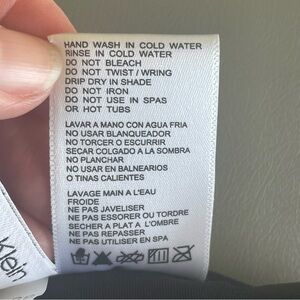 HAND WASH IN COLD WATER
RINSE IN COLD WATER
DO NOT BLEACH
DO NOT TWIST / WRING
DRIP DRY IN SHADE
DO NOT IRON
DO NOT USE IN SPAS
OR HOT TUBS
LAVAR A MANO CON AGUA FRIA
NO USAR BLANQUEADOR
NO TORCER O ESCURRIR
SECAR COLGADO A LA SOMBRA
NO PLANCHAR
NO USAR EN BALNEARIOS
O TINAS CALIENTES
LAVAGE MAIN A L'EAU
FROIDE
NE PAS JAVELISER
NE PAS ESSORER OU TORDRE
SECHER A PLAT A L'OMBRE
NE PAS REPASSER
NE PAS UTILISER EN SPA
Klein